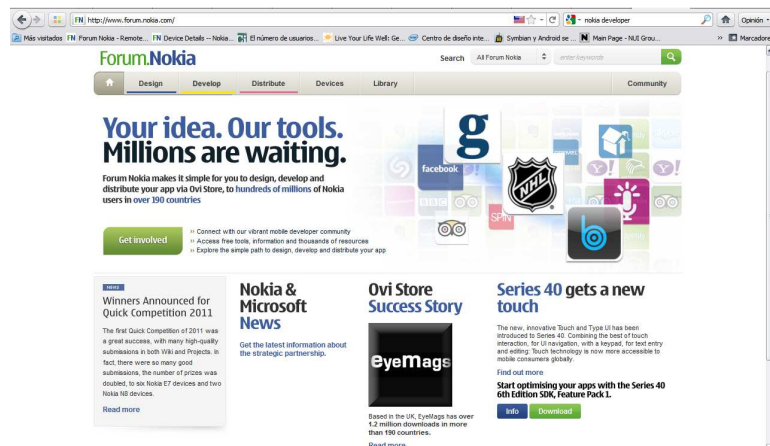 FN http://www.forum.nokia.com/
nokia developer
Opinión
Más visitados FN Forum Nokia - Remote... FN Device Details -- Nokia... El número de usuarios... Live Your Life Well: Ge... Centro de diseño inte... Symbian y Android se ... N Main Page - NUI Grou... » Marcadores
Forum.Nokia
Search All Forum Nokia enter keywords
Design Develop Distribute Devices Library Community
Your idea. Our tools.
Millions are waiting.
Forum Nokia makes it simple for you to design, develop and
distribute your app via Ovi Store, to hundreds of millions of Nokia
users in over 190 countries
Get involved
» Connect with our vibrant mobile developer community
» Access free tools, information and thousands of resources
» Explore the simple path to design, develop and distribute your app
g
facebook
NHL
SPIN
BBC
Y!
Y!
b
NEWS
Winners Announced for
Quick Competition 2011
The first Quick Competition of 2011 was
a great success, with many high-quality
submissions in both Wiki and Projects. In
fact, there were so many good
submissions, the number of prizes was
doubled, to six Nokia E7 devices and two
Nokia N8 devices.
Read more
Nokia &
Microsoft
News
Get the latest information about
the strategic partnership.
Ovi Store
Success Story
eyeMags
Based in the UK, EyeMags has over
1.2 million downloads in more
than 190 countries.
Read more
Series 40 gets a new
touch
The new, innovative Touch and Type UI has been
introduced to Series 40. Combining the best of touch
interaction, for UI navigation, with a keypad, for text entry
and editing: Touch technology is now more accessible to
mobile consumers globally.
Find out more
Start optimising your apps with the Series 40
6th Edition SDK, Feature Pack 1.
Info Download